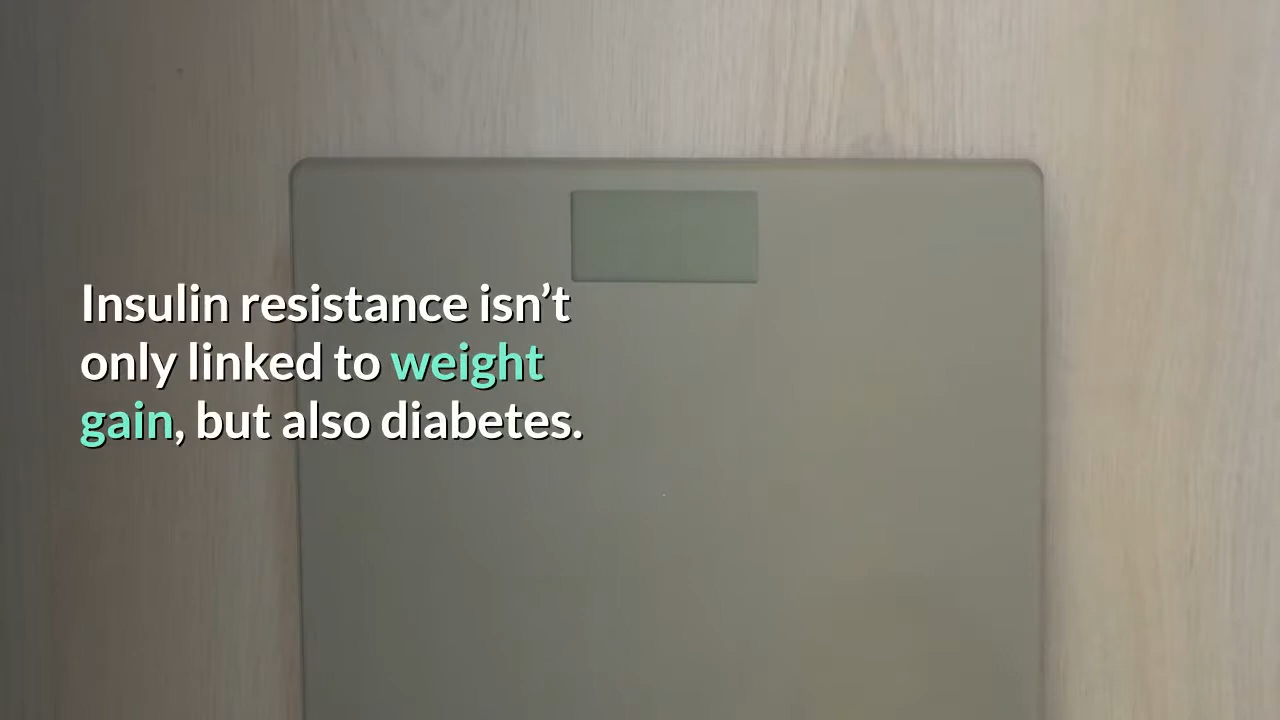 Insulin resistance isn’t
only linked to weight
gain, but also diabetes.